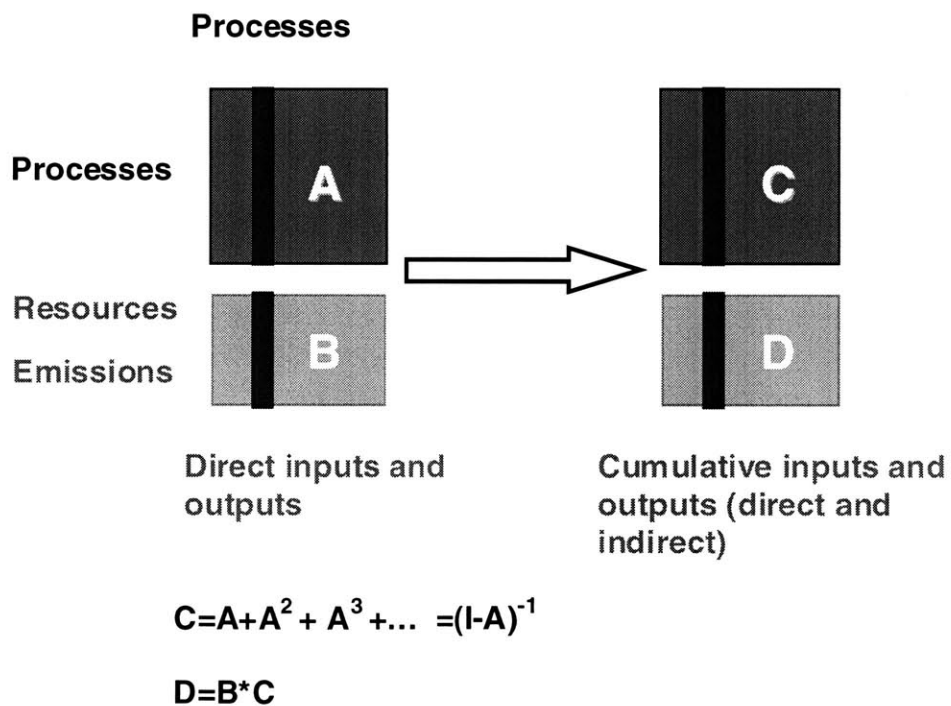 Processes
Processes
A
C
Resources
Emissions
B
D
Direct inputs and
outputs
Cumulative inputs and
outputs (direct and
indirect)
C=A+A² + A³ +... =(I-A)⁻¹
D=B*C